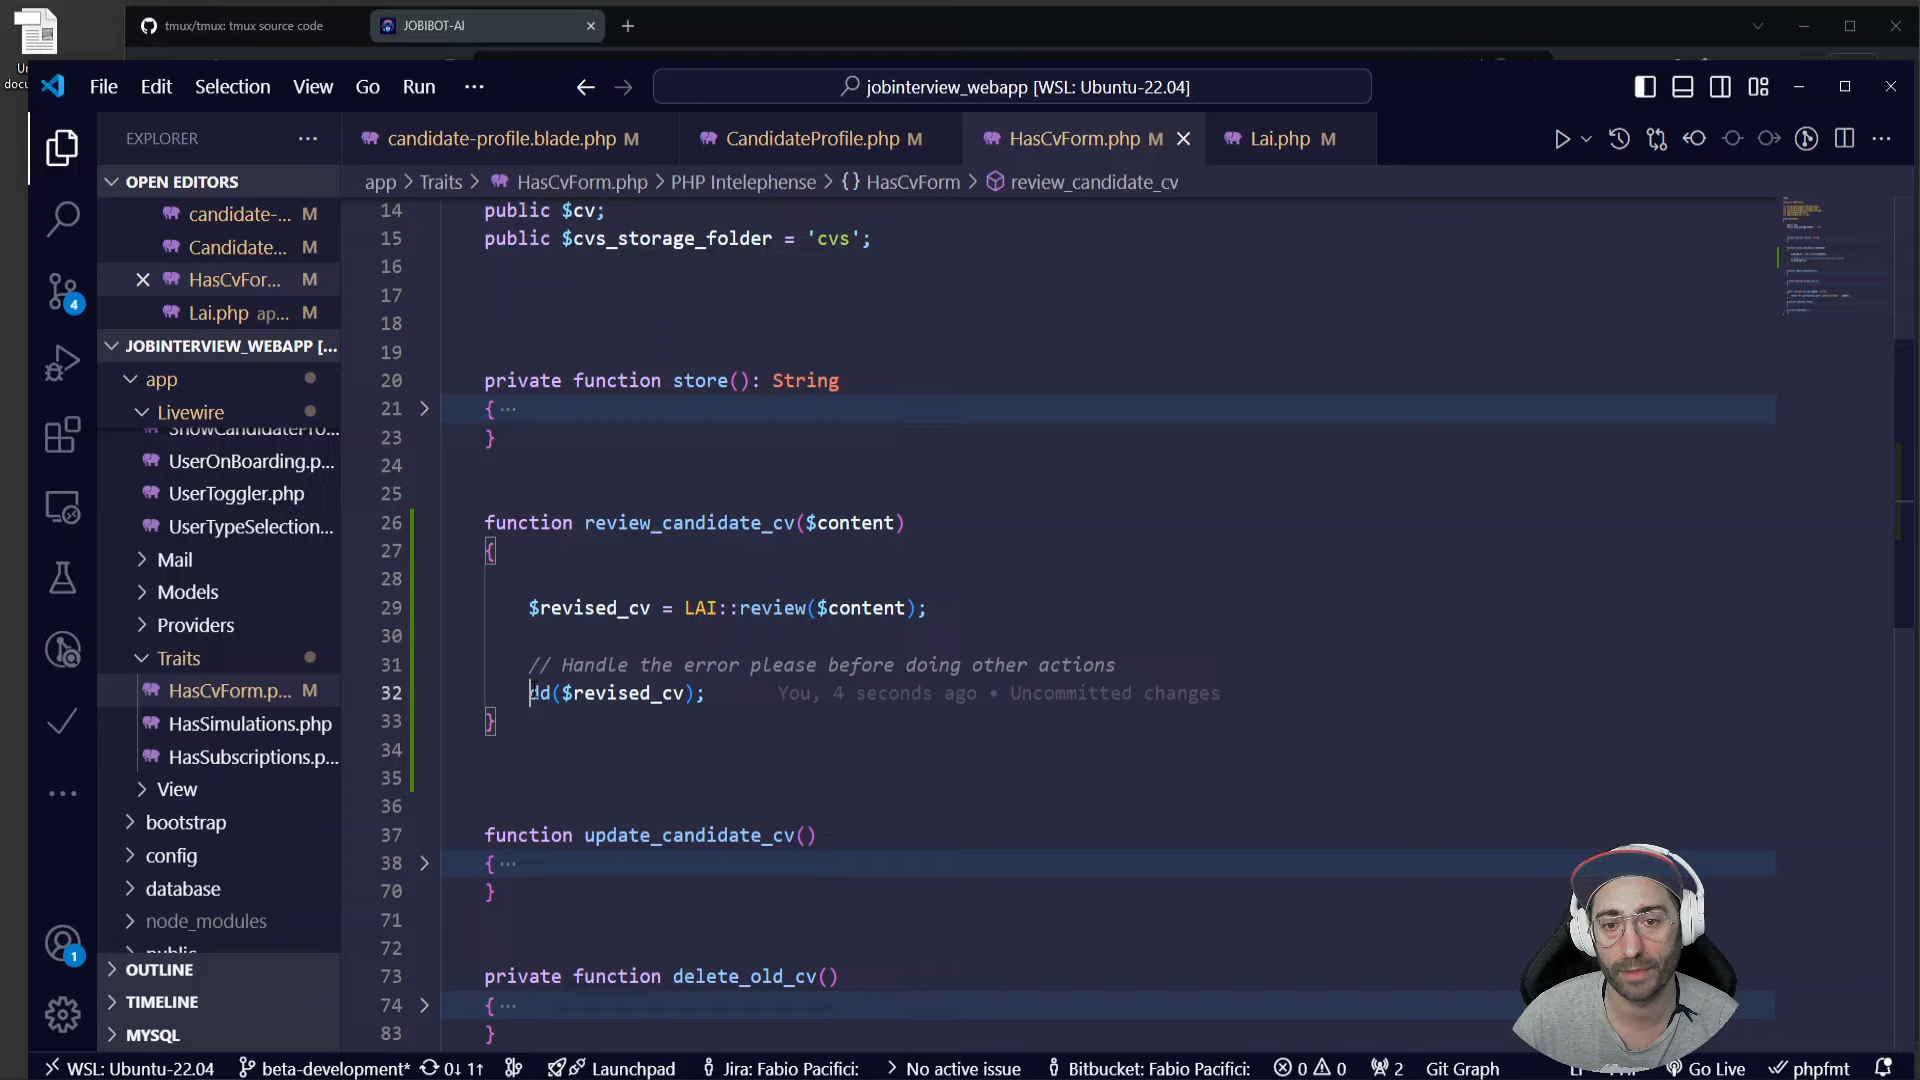 tmux/tmux: tmux source code
JOBIBOT-AI
File Edit Selection View Go Run ···
jobinterview_webapp [WSL: Ubuntu-22.04]
EXPLORER
candidate-profile.blade.php M
CandidateProfile.php M
HasCvForm.php M
Lai.php M
app > Traits > HasCvForm.php > PHP Intelephense > {} HasCvForm > review_candidate_cv
OPEN EDITORS
candidate-... M
Candidate... M
HasCvFor... M
Lai.php ap... M
JOBINTERVIEW_WEBAPP [...
app
Livewire
ShowCandidatePro...
UserOnBoarding.p...
UserToggler.php
UserTypeSelection...
Mail
Models
Providers
Traits
HasCvForm.p... M
HasSimulations.php
HasSubscriptions.p...
View
bootstrap
config
database
node_modules
public
OUTLINE
TIMELINE
MYSQL
4
1
14 public $cv;
15 public $cvs_storage_folder = 'cvs';
16
17
18
19
20 private function store(): String
21 { ···
23 }
24
25
26 function review_candidate_cv($content)
27 {
28
29 $revised_cv = LAI::review($content);
30
31 // Handle the error please before doing other actions
32 dd($revised_cv); You, 4 seconds ago • Uncommitted changes
33 }
34
35
36
37 function update_candidate_cv()
38 { ···
70 }
71
72
73 private function delete_old_cv()
74 { ···
83 }
WSL: Ubuntu-22.04 beta-development* 0↓ 1↑ Launchpad Jira: Fabio Pacifici: No active issue Bitbucket: Fabio Pacifici: 0 0 2 Git Graph Go Live phpfmt